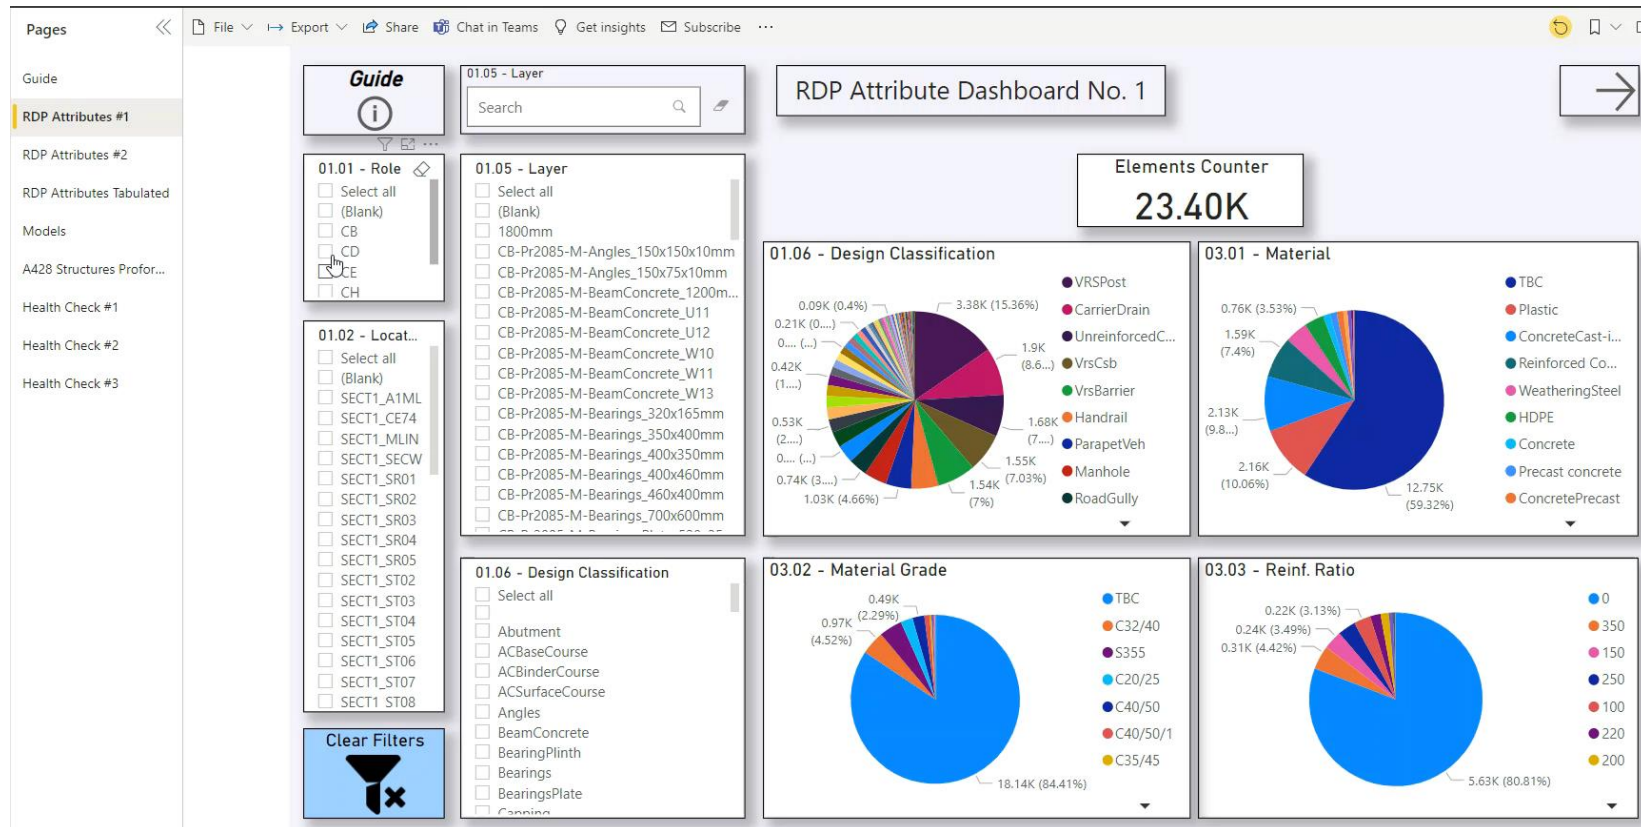 Pages
File
Export
Share
Chat in Teams
Get insights
Subscribe
Guide
RDP Attributes #1
RDP Attributes #2
RDP Attributes Tabulated
Models
A428 Structures Profor...
Health Check #1
Health Check #2
Health Check #3
Guide
01.05 - Layer
Search
RDP Attribute Dashboard No. 1
01.01 - Role
Select all
(Blank)
CB
CD
CE
CH
01.02 - Locat...
Select all
(Blank)
SECT1_A1ML
SECT1_CE74
SECT1_MLIN
SECT1_SECW
SECT1_SR01
SECT1_SR02
SECT1_SR03
SECT1_SR04
SECT1_SR05
SECT1_ST02
SECT1_ST03
SECT1_ST04
SECT1_ST05
SECT1_ST06
SECT1_ST07
SECT1_ST08
Clear Filters
01.05 - Layer
Select all
(Blank)
1800mm
CB-Pr2085-M-Angles_150x150x10mm
CB-Pr2085-M-Angles_150x75x10mm
CB-Pr2085-M-BeamConcrete_1200m...
CB-Pr2085-M-BeamConcrete_U11
CB-Pr2085-M-BeamConcrete_U12
CB-Pr2085-M-BeamConcrete_W10
CB-Pr2085-M-BeamConcrete_W11
CB-Pr2085-M-BeamConcrete_W13
CB-Pr2085-M-Bearings_320x165mm
CB-Pr2085-M-Bearings_350x400mm
CB-Pr2085-M-Bearings_400x350mm
CB-Pr2085-M-Bearings_400x460mm
CB-Pr2085-M-Bearings_460x400mm
CB-Pr2085-M-Bearings_700x600mm
01.06 - Design Classification
Select all
Abutment
ACBaseCourse
ACBinderCourse
ACSurfaceCourse
Angles
BeamConcrete
BearingPlinth
Bearings
BearingsPlate
Capping
Elements Counter
23.40K
01.06 - Design Classification
0.09K (0.4%)
3.38K (15.36%)
0.21K (0....)
0.... (...)
0.42K
(1....)
0.53K
(2....)
0.... (...)
0.74K (3....)
1.03K (4.66%)
1.9K
(8.6...)
1.68K
(7....)
1.55K
(7.03%)
1.54K
(7%)
VRSPost
CarrierDrain
UnreinforcedC...
VrsCsb
VrsBarrier
Handrail
ParapetVeh
Manhole
RoadGully
03.01 - Material
0.76K (3.53%)
1.59K
(7.4%)
2.13K
(9.8...)
2.16K
(10.06%)
12.75K
(59.32%)
TBC
Plastic
ConcreteCast-i...
Reinforced Co...
WeatheringSteel
HDPE
Concrete
Precast concrete
ConcretePrecast
03.02 - Material Grade
0.49K
(2.29%)
0.97K
(4.52%)
18.14K (84.41%)
TBC
C32/40
S355
C20/25
C40/50
C40/50/1
C35/45
03.03 - Reinf. Ratio
0.22K (3.13%)
0.24K (3.49%)
0.31K (4.42%)
5.63K (80.81%)
0
350
150
250
100
220
200